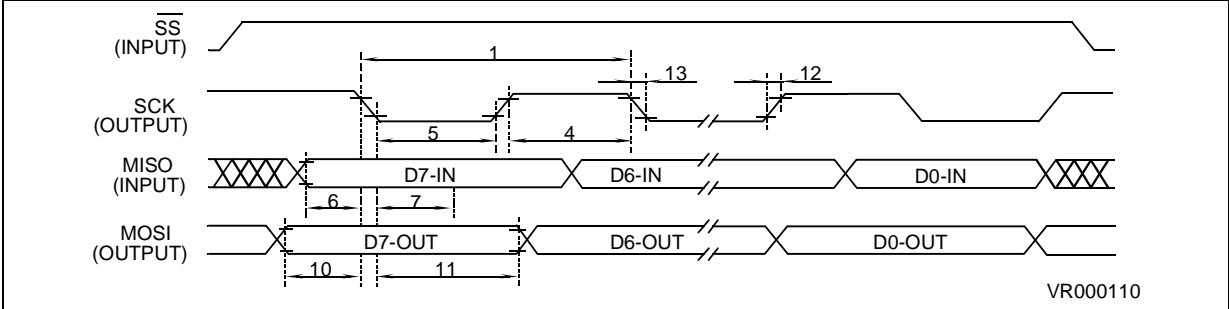 SS
(INPUT)
1
13
12
SCK
(OUTPUT)
5
4
MISO
(INPUT)
D7-IN
D6-IN
D0-IN
6
7
MOSI
(OUTPUT)
D7-OUT
D6-OUT
D0-OUT
10
11
VR000110